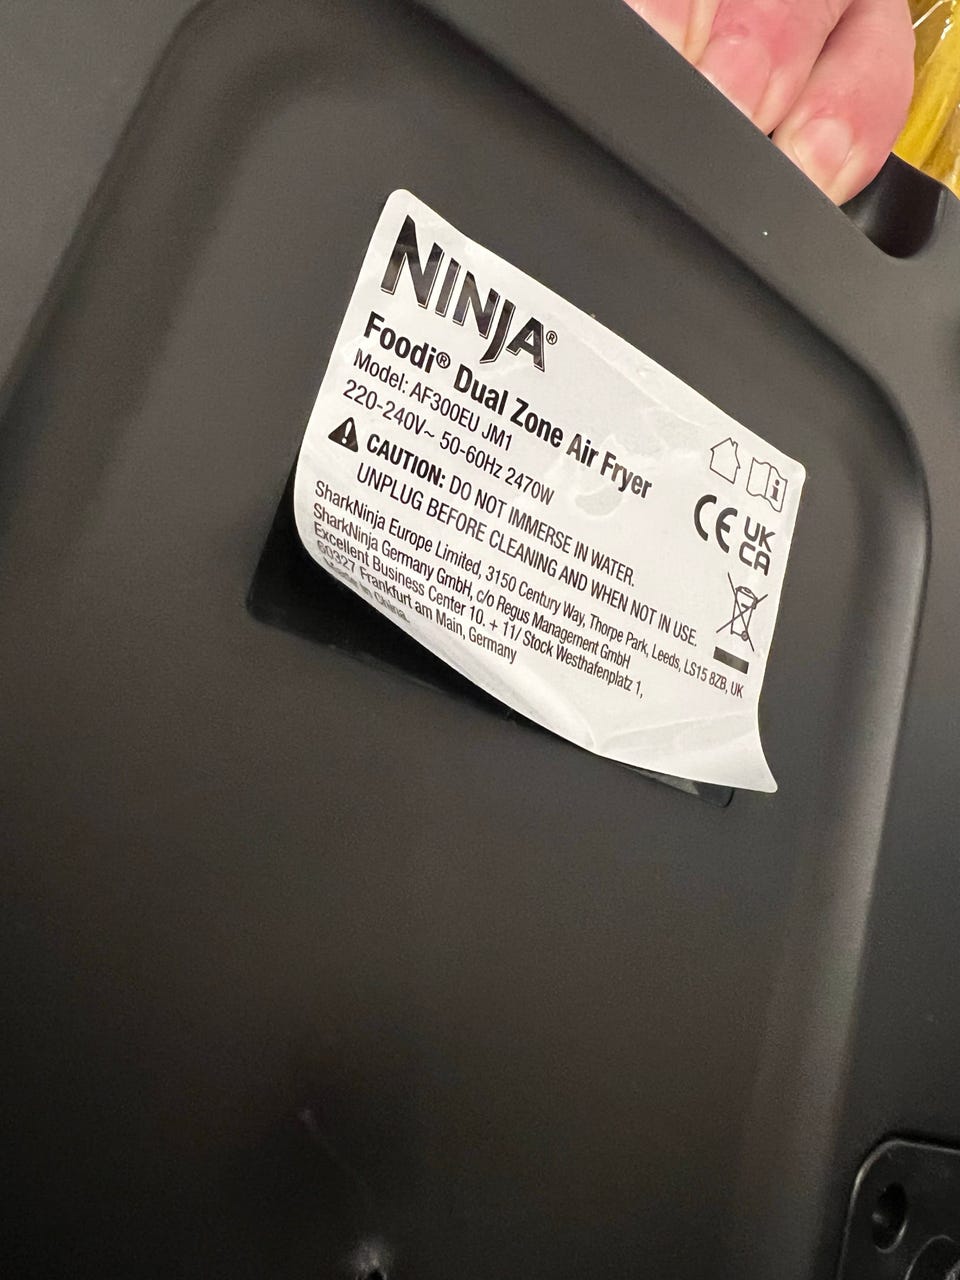 NINJA®
Foodi® Dual Zone Air Fryer
Model: AF300EU JM1
220-240V~ 50-60Hz 2470W
CAUTION: DO NOT IMMERSE IN WATER.
UNPLUG BEFORE CLEANING AND WHEN NOT IN USE.
SharkNinja Europe Limited, 3150 Century Way, Thorpe Park, Leeds, LS15 8ZB, UK
SharkNinja Germany GmbH, c/o Regus Management GmbH
Excellent Business Center 10. + 11/ Stock Westhafenplatz 1,
60327 Frankfurt am Main, Germany
Made in China.
CE
UK
CA